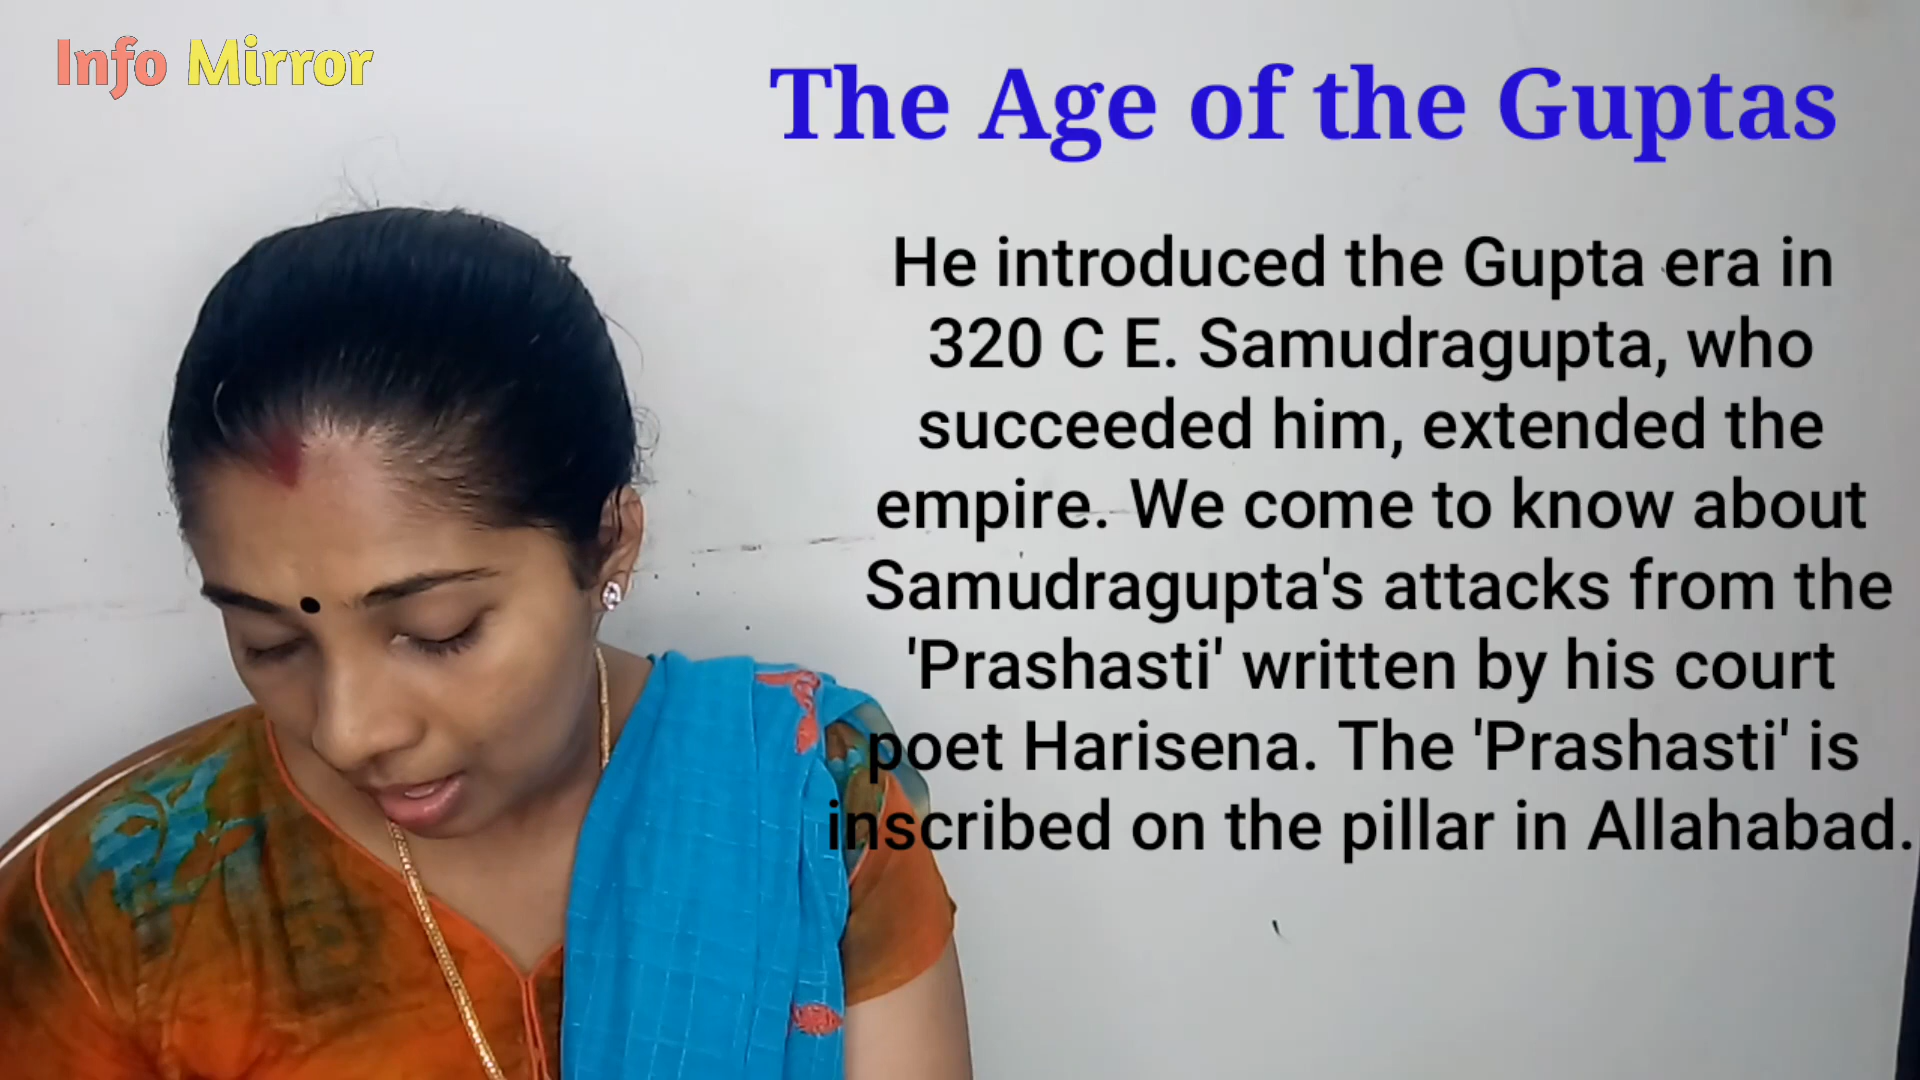 Info Mirror
The Age of the Guptas
He introduced the Gupta era in
320 C E. Samudragupta, who
succeeded him, extended the
empire. We come to know about
Samudragupta's attacks from the
'Prashasti' written by his court
poet Harisena. The 'Prashasti' is
inscribed on the pillar in Allahabad.